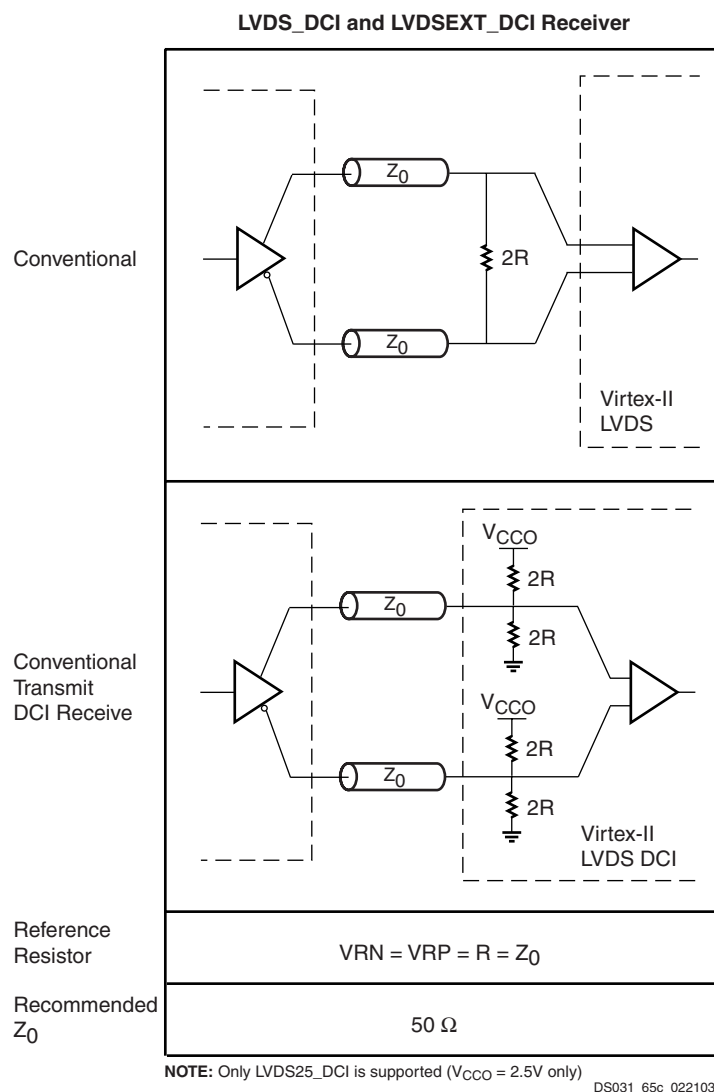 LVDS_DCI and LVDSEXT_DCI Receiver
Z0
Conventional
2R
Z0
Virtex-II
LVDS
VCCO
2R
Z0
2R
Conventional
Transmit
DCI Receive
VCCO
2R
Z0
2R
Virtex-II
LVDS DCI
Reference
Resistor
VRN = VRP = R = Z0
Recommended
Z0
50 Ω
NOTE: Only LVDS25_DCI is supported (VCCO = 2.5V only)
DS031_65c_022103